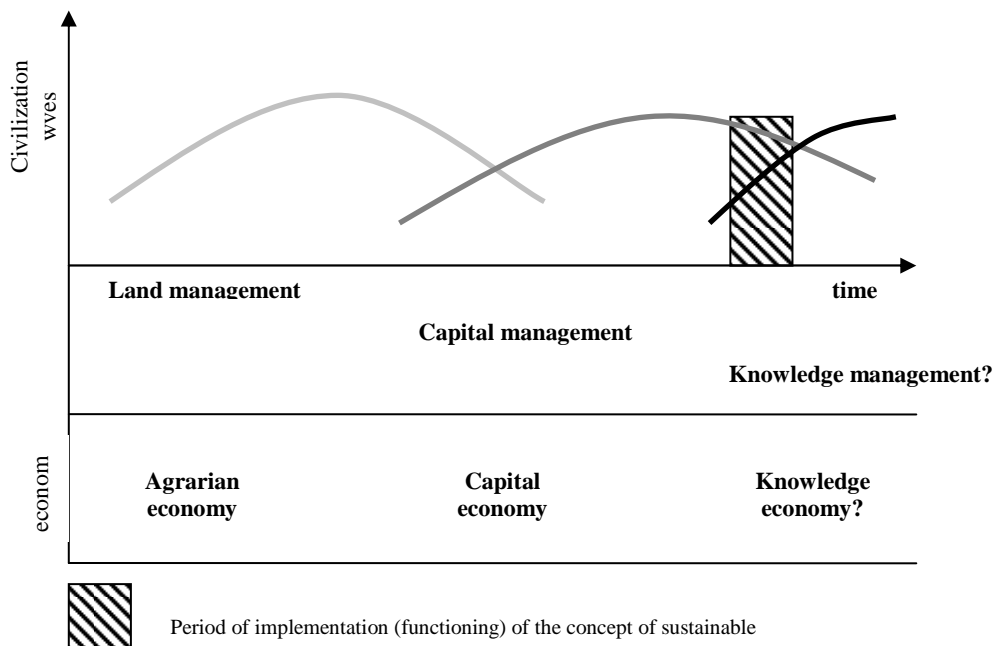 Civilization
wves
Land management
time
Capital management
Knowledge management?
econom
Agrarian
economy
Capital
economy
Knowledge
economy?
Period of implementation (functioning) of the concept of sustainable